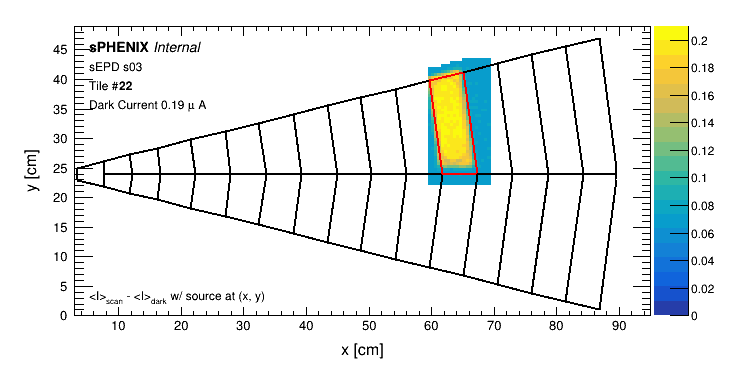 sPHENIX Internal
sEPD s03
Tile #22
Dark Current 0.19 μ A
<I>scan - <I>dark w/ source at (x, y)
y [cm]
45
40
35
30
25
20
15
10
5
0
10 20 30 40 50 60 70 80 90
x [cm]
0.2
0.18
0.16
0.14
0.12
0.1
0.08
0.06
0.04
0.02
0